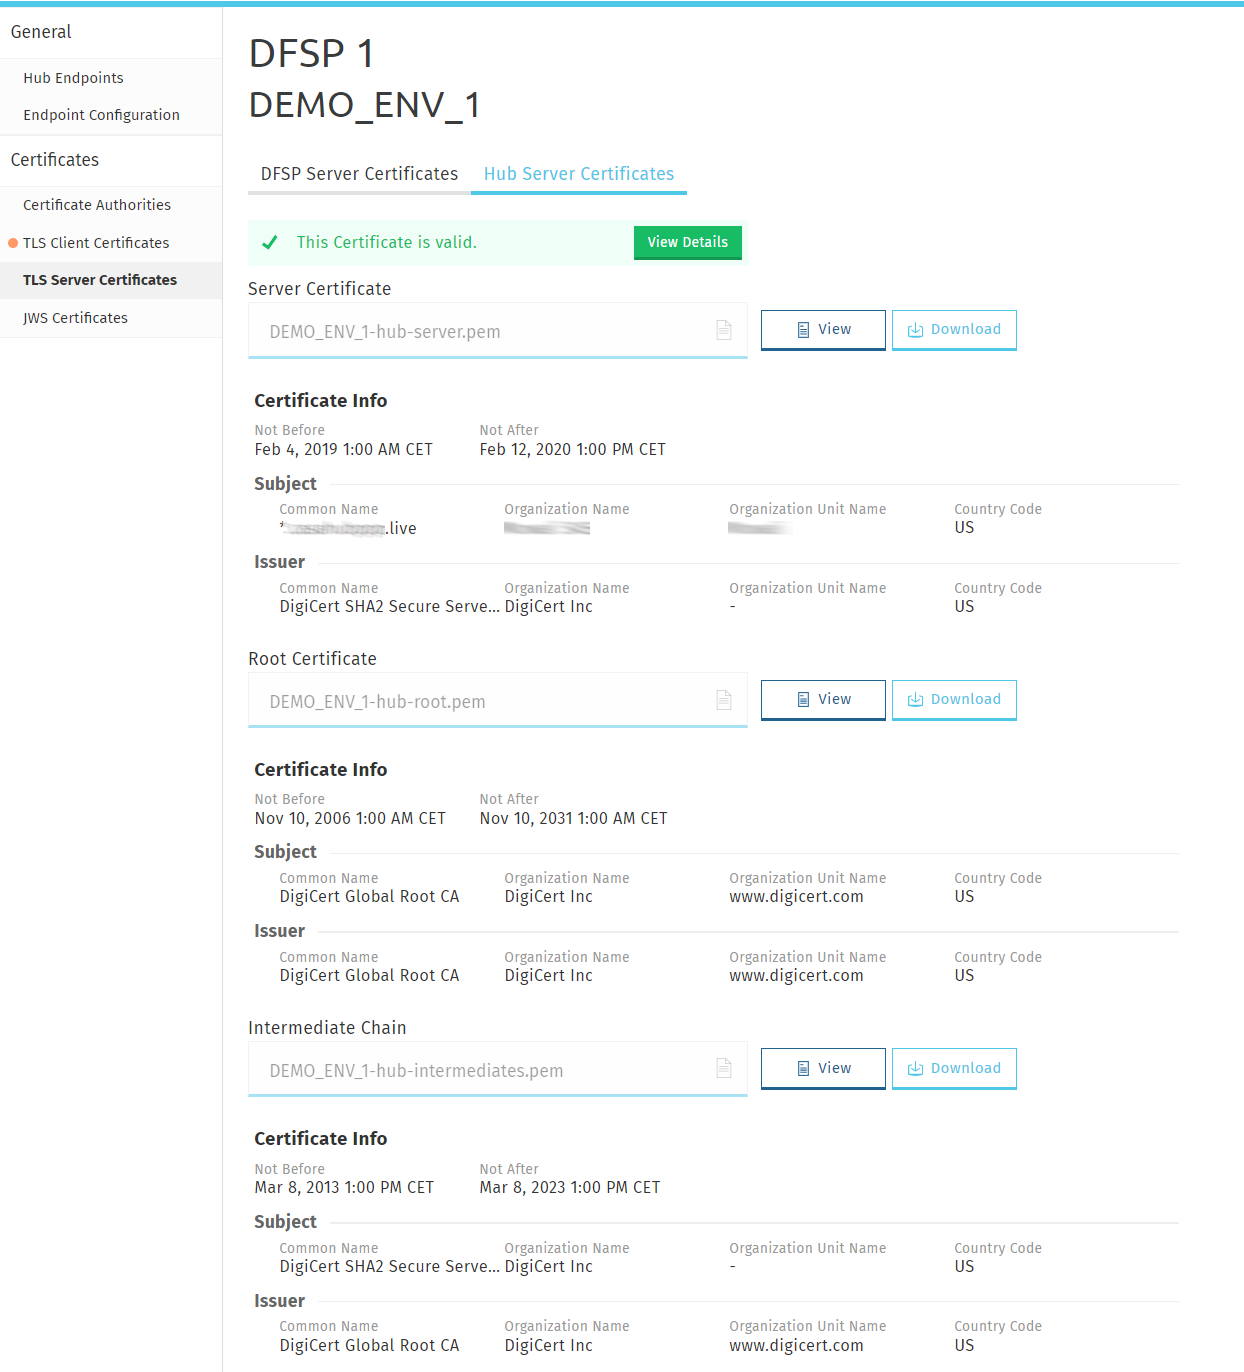 General
Hub Endpoints
Endpoint Configuration
Certificates
Certificate Authorities
TLS Client Certificates
TLS Server Certificates
JWS Certificates
DFSP 1
DEMO_ENV_1
DFSP Server Certificates Hub Server Certificates
This Certificate is valid. View Details
Server Certificate
DEMO_ENV_1-hub-server.pem View Download
Certificate Info
Not Before Not After
Feb 4, 2019 1:00 AM CET Feb 12, 2020 1:00 PM CET
Subject
Common Name Organization Name Organization Unit Name Country Code
.live US
Issuer
Common Name Organization Name Organization Unit Name Country Code
DigiCert SHA2 Secure Serve... DigiCert Inc - US
Root Certificate
DEMO_ENV_1-hub-root.pem View Download
Certificate Info
Not Before Not After
Nov 10, 2006 1:00 AM CET Nov 10, 2031 1:00 AM CET
Subject
Common Name Organization Name Organization Unit Name Country Code
DigiCert Global Root CA DigiCert Inc www.digicert.com US
Issuer
Common Name Organization Name Organization Unit Name Country Code
DigiCert Global Root CA DigiCert Inc www.digicert.com US
Intermediate Chain
DEMO_ENV_1-hub-intermediates.pem View Download
Certificate Info
Not Before Not After
Mar 8, 2013 1:00 PM CET Mar 8, 2023 1:00 PM CET
Subject
Common Name Organization Name Organization Unit Name Country Code
DigiCert SHA2 Secure Serve... DigiCert Inc - US
Issuer
Common Name Organization Name Organization Unit Name Country Code
DigiCert Global Root CA DigiCert Inc www.digicert.com US